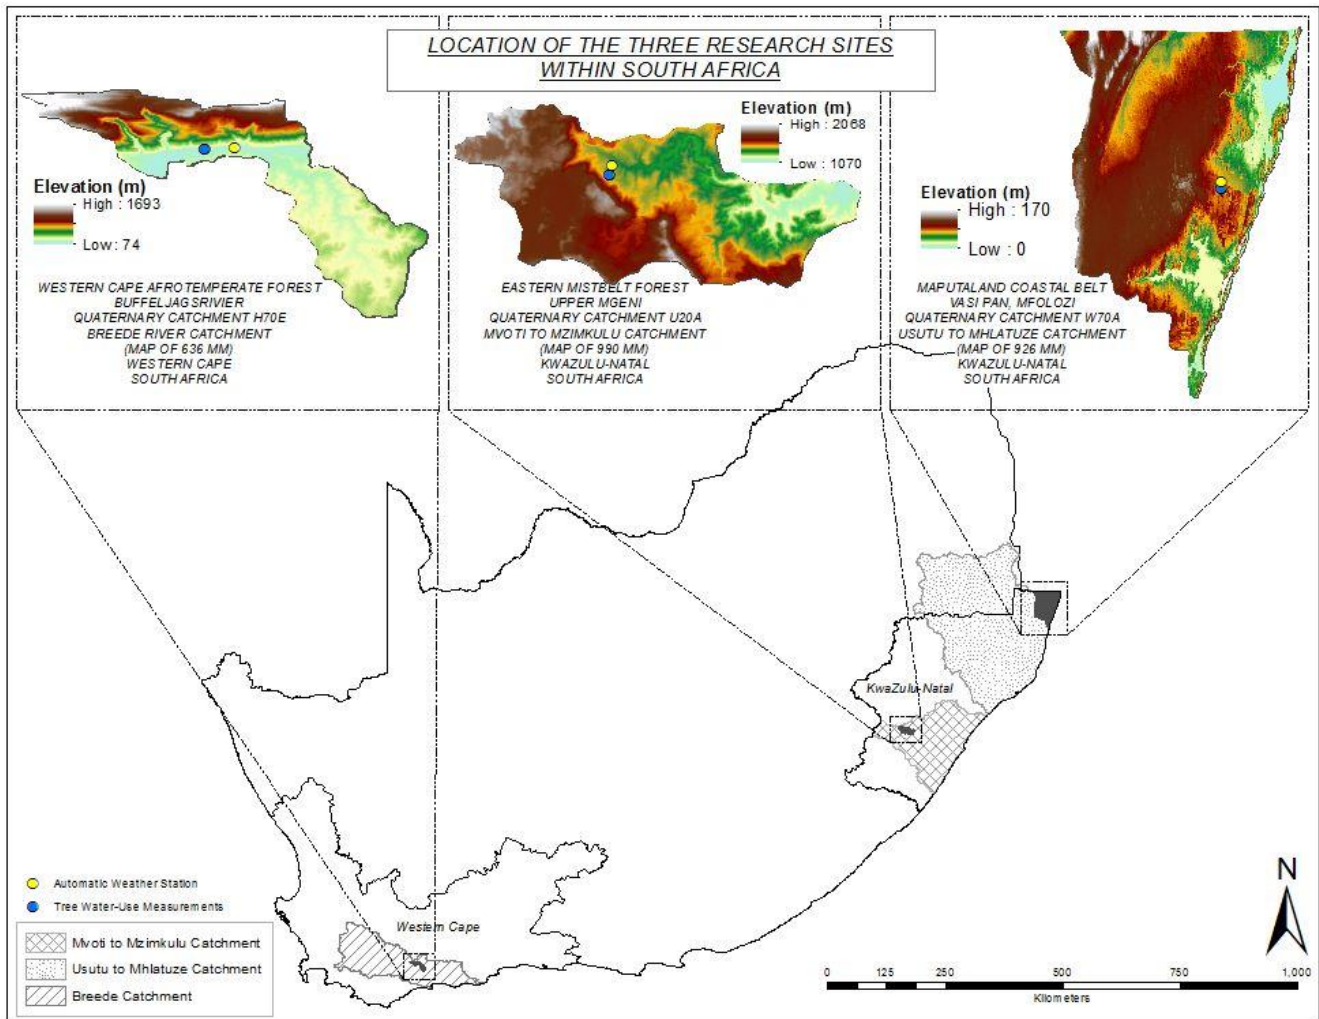 LOCATION OF THE THREE RESEARCH SITES
WITHIN SOUTH AFRICA
Elevation (m)
High : 1693
Low : 74
WESTERN CAPE AFROTEMPERATE FOREST
BUFFELJAGSRIVIER
QUATERNARY CATCHMENT H70E
BREEDE RIVER CATCHMENT
(MAP OF 636 MM)
WESTERN CAPE
SOUTH AFRICA
Elevation (m)
High : 2068
Low : 1070
EASTERN MISTBELT FOREST
UPPER MGENI
QUATERNARY CATCHMENT U20A
MVOTI TO MZIMKULU CATCHMENT
(MAP OF 990 MM)
KWAZULU-NATAL
SOUTH AFRICA
Elevation (m)
High : 170
Low : 0
MAPUTALAND COASTAL BELT
VASI PAN, MFOLOZI
QUATERNARY CATCHMENT W70A
USUTU TO MHLATUZE CATCHMENT
(MAP OF 926 MM)
KWAZULU-NATAL
SOUTH AFRICA
KwaZulu-Natal
Western Cape
Automatic Weather Station
Tree Water-Use Measurements
Mvoti to Mzimkulu Catchment
Usutu to Mhlatuze Catchment
Breede Catchment
N
0 125 250 500 750 1,000
Kilometers